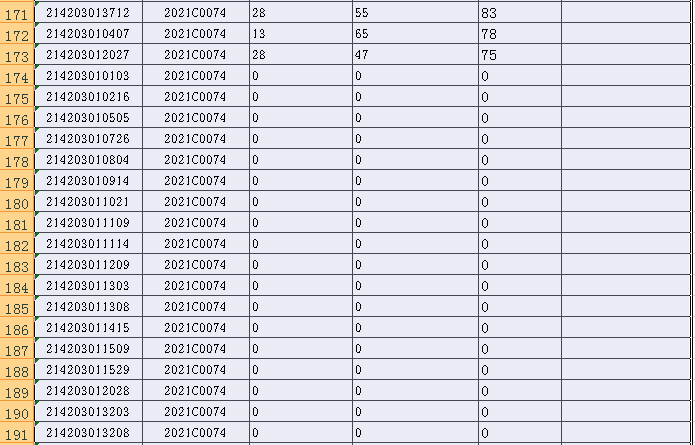 171 214203013712 2021C0074 28 55 83
172 214203010407 2021C0074 13 65 78
173 214203012027 2021C0074 28 47 75
174 214203010103 2021C0074 0 0 0
175 214203010216 2021C0074 0 0 0
176 214203010505 2021C0074 0 0 0
177 214203010726 2021C0074 0 0 0
178 214203010804 2021C0074 0 0 0
179 214203010914 2021C0074 0 0 0
180 214203011021 2021C0074 0 0 0
181 214203011109 2021C0074 0 0 0
182 214203011114 2021C0074 0 0 0
183 214203011209 2021C0074 0 0 0
184 214203011303 2021C0074 0 0 0
185 214203011308 2021C0074 0 0 0
186 214203011415 2021C0074 0 0 0
187 214203011509 2021C0074 0 0 0
188 214203011529 2021C0074 0 0 0
189 214203012028 2021C0074 0 0 0
190 214203013203 2021C0074 0 0 0
191 214203013208 2021C0074 0 0 0